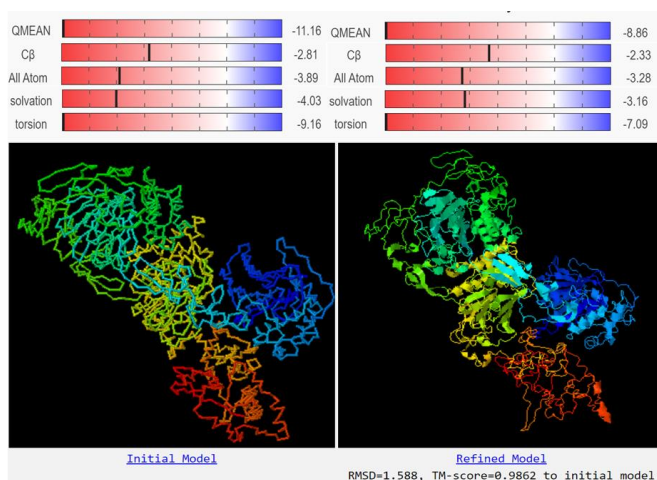 QMEAN -11.16
Cβ -2.81
All Atom -3.89
solvation -4.03
torsion -9.16
QMEAN -8.86
Cβ -2.33
All Atom -3.28
solvation -3.16
torsion -7.09
Initial Model
Refined Model
RMSD=1.588, TM-score=0.9862 to initial model